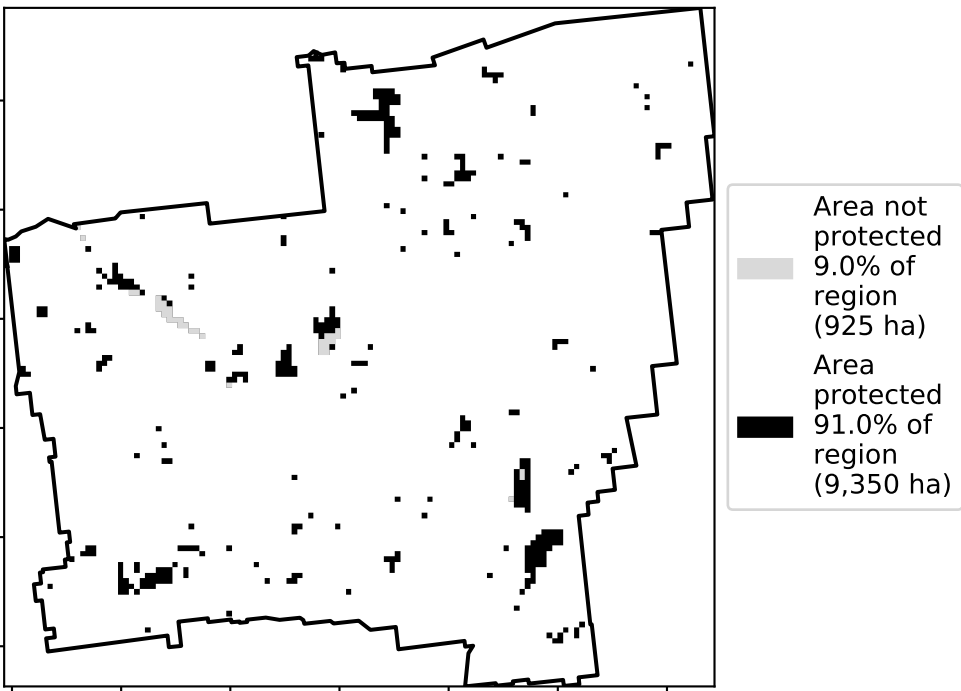 Area not
protected
9.0% of
region
(925 ha)
Area
protected
91.0% of
region
(9,350 ha)